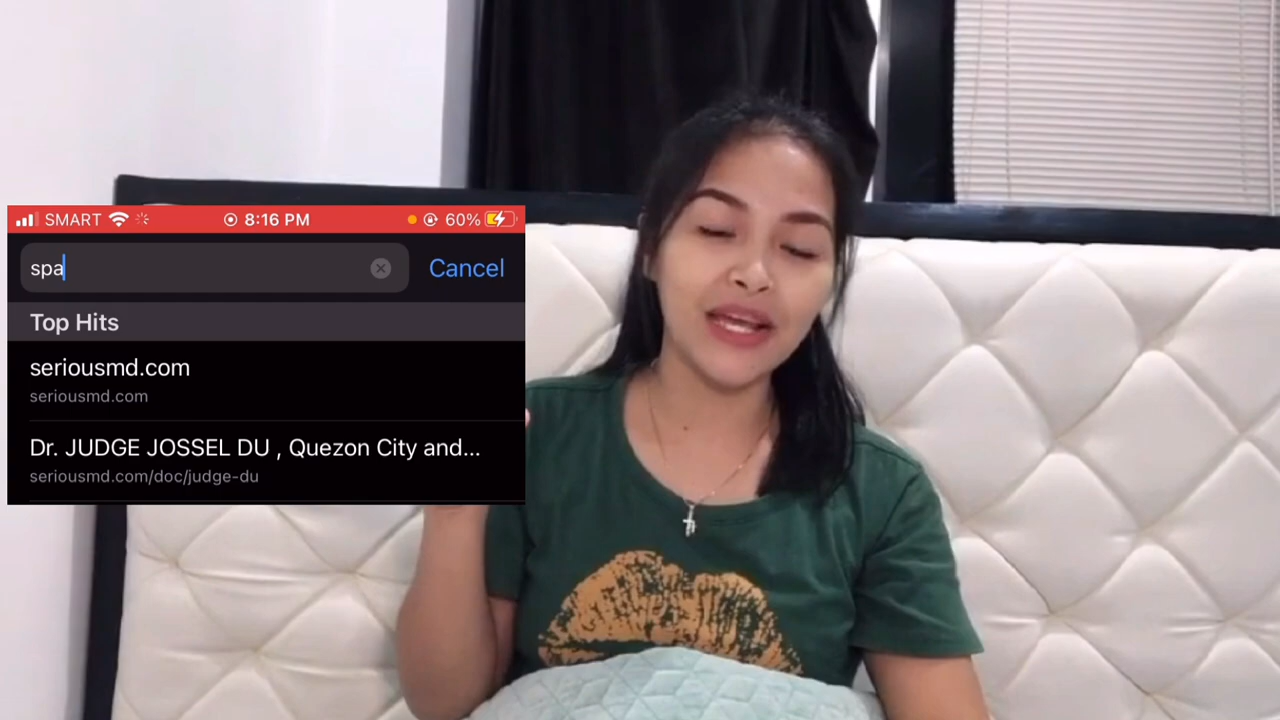 SMART 8:16 PM 60%
spa Cancel
Top Hits
seriousmd.com
seriousmd.com
Dr. JUDGE JOSSEL DU , Quezon City and...
seriousmd.com/doc/judge-du